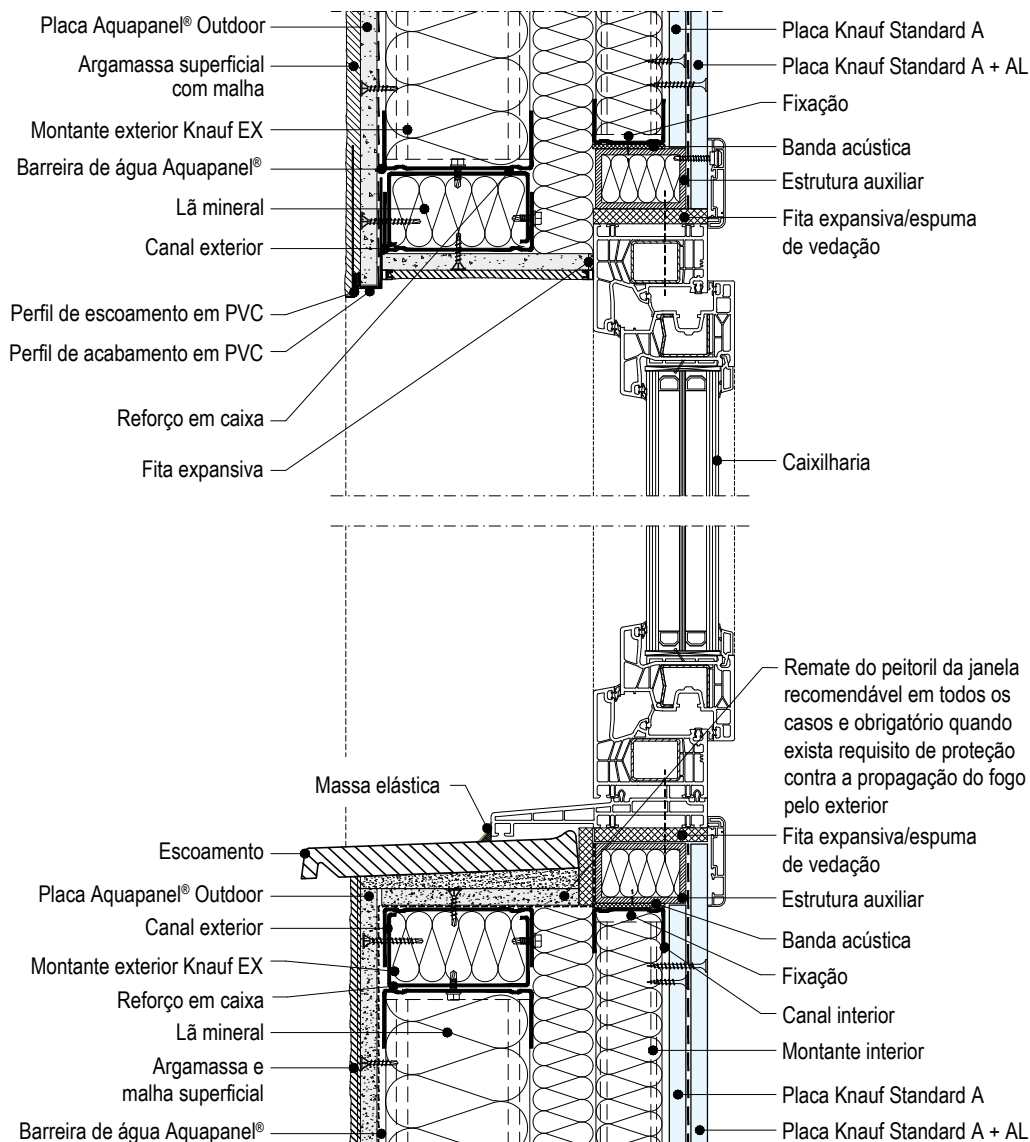 Placa Aquapanel® Outdoor
Argamassa superficial
com malha
Montante exterior Knauf EX
Barreira de água Aquapanel®
Lã mineral
Canal exterior
Perfil de escoamento em PVC
Perfil de acabamento em PVC
Reforço em caixa
Fita expansiva
Placa Knauf Standard A
Placa Knauf Standard A + AL
Fixação
Banda acústica
Estrutura auxiliar
Fita expansiva/espuma
de vedação
Caixilharia
Massa elástica
Escoamento
Placa Aquapanel® Outdoor
Canal exterior
Montante exterior Knauf EX
Reforço em caixa
Lã mineral
Argamassa e
malha superficial
Barreira de água Aquapanel®
Remate do peitoril da janela
recomendável em todos os
casos e obrigatório quando
exista requisito de proteção
contra a propagação do fogo
pelo exterior
Fita expansiva/espuma
de vedação
Estrutura auxiliar
Banda acústica
Fixação
Canal interior
Montante interior
Placa Knauf Standard A
Placa Knauf Standard A + AL